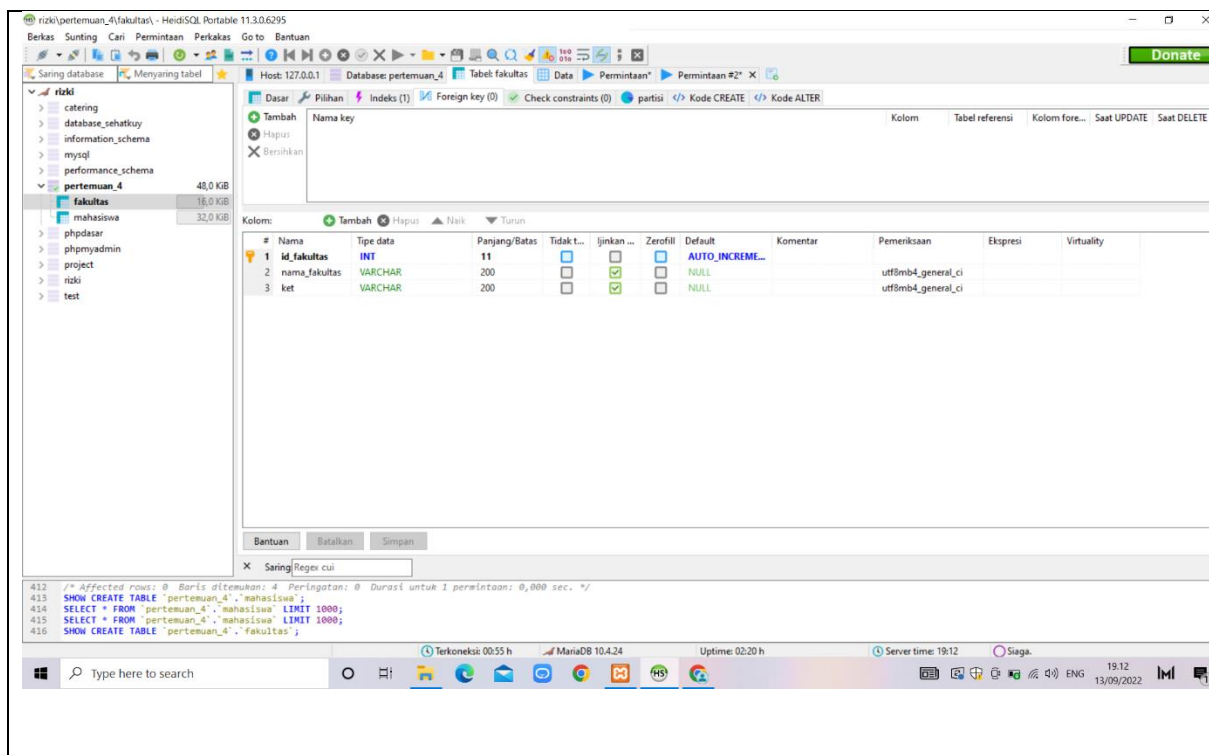 rizki\pertemuan_4\fakultas\ - HeidiSQL Portable 11.3.0.6295
Berkas Sunting Cari Permintaan Perkakas Go to Bantuan
Donate
Saring database Menyaring tabel Host: 127.0.0.1 Database: pertemuan_4 Tabel fakultas Data Permintaan* Permintaan #2*
Dasar Pilihan Indeks (1) Foreign key (0) Check constraints (0) partisi Kode CREATE Kode ALTER
Tambah
Hapus
Bersihkan
Nama key Kolom Tabel referensi Kolom fore... Saat UPDATE Saat DELETE
rizki
catering
database_sehatkuy
information_schema
mysql
performance_schema
pertemuan_4 48,0 KiB
fakultas 16,0 KiB
mahasiswa 32,0 KiB
phpdasar
phpmyadmin
project
rizki
test
Kolom: Tambah Hapus Naik Turun
# Nama Tipe data Panjang/Batas Tidak t... Ijinkan ... Zerofill Default Komentar Pemeriksaan Ekspresi Virtuality
1 id_fakultas INT 11 AUTO_INCREME...
2 nama_fakultas VARCHAR 200 NULL utf8mb4_general_ci
3 ket VARCHAR 200 NULL utf8mb4_general_ci
Bantuan Batalkan Simpan
Saring Regex cui
412 /* Affected rows: 0 Baris ditemukan: 4 Peringatan: 0 Durasi untuk 1 permintaan: 0,000 sec. */
413 SHOW CREATE TABLE `pertemuan_4`.`mahasiswa`;
414 SELECT * FROM `pertemuan_4`.`mahasiswa` LIMIT 1000;
415 SELECT * FROM `pertemuan_4`.`mahasiswa` LIMIT 1000;
416 SHOW CREATE TABLE `pertemuan_4`.`fakultas`;
Terkoneksi: 00:55 h MariaDB 10.4.24 Uptime: 02:20 h Server time: 19:12 Siaga.
Type here to search
ENG
19.12
13/09/2022